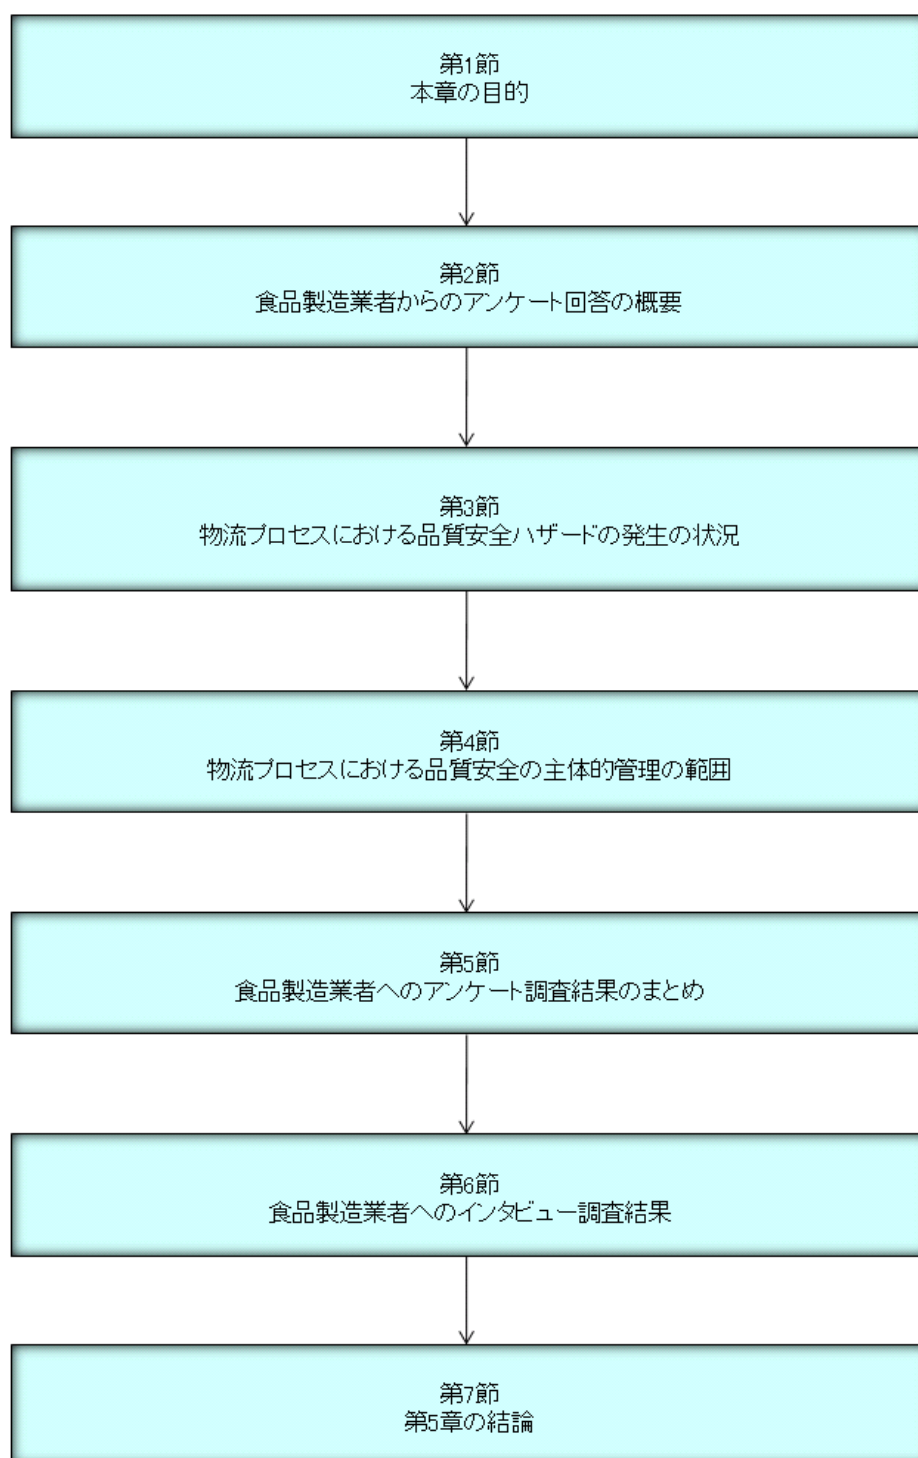 第1節
本章の目的
第2節
食品製造業者からのアンケート回答の概要
第3節
物流プロセスにおける品質安全ハザードの発生の状況
第4節
物流プロセスにおける品質安全の主体的管理の範囲
第5節
食品製造業者へのアンケート調査結果のまとめ
第6節
食品製造業者へのインタビュー調査結果
第7節
第5章の結論